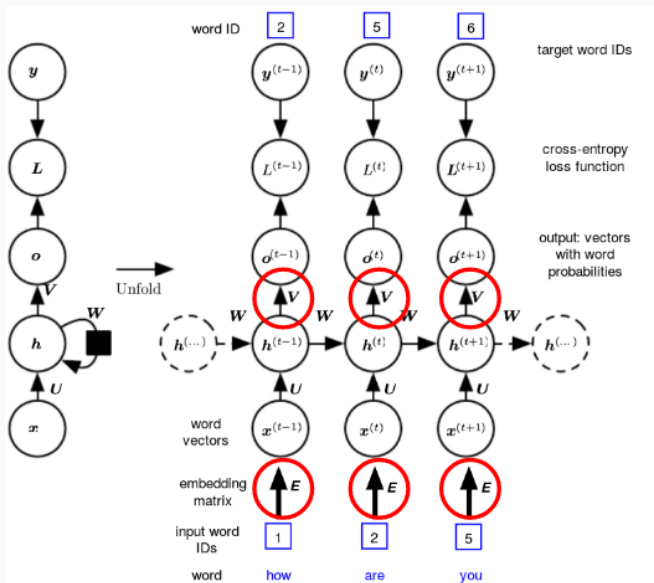 word ID 2 5 6
target word IDs
y y^(t-1) y^(t) y^(t+1)
cross-entropy
loss function
L L^(t-1) L^(t) L^(t+1)
output: vectors
with word
probabilities
o o^(t-1) o^(t) o^(t+1)
Unfold
V V V V
W W W W W
h h^(...) h^(t-1) h^(t) h^(t+1) h^(...)
U U U U
word
vectors
x x^(t-1) x^(t) x^(t+1)
embedding
matrix
E E E
input word
IDs
1 2 5
word how are you